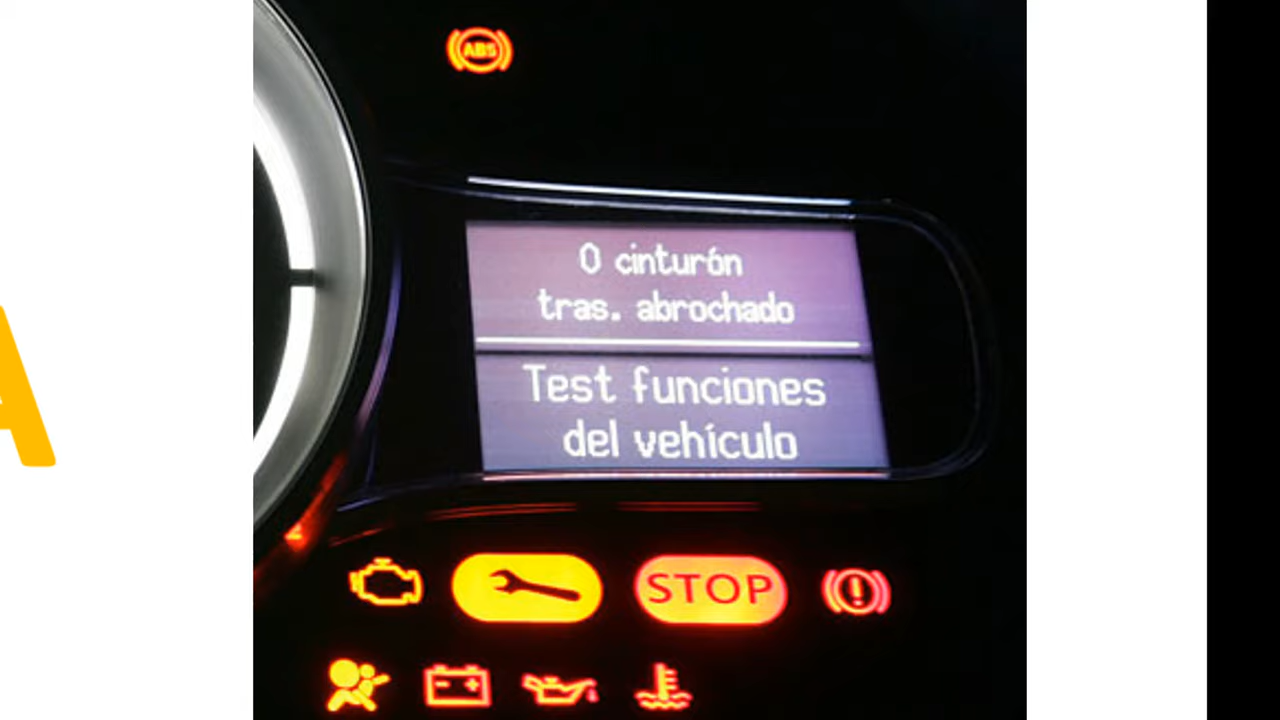 ABS
0 cinturón
tras. abrochado
Test funciones
del vehículo
STOP
A